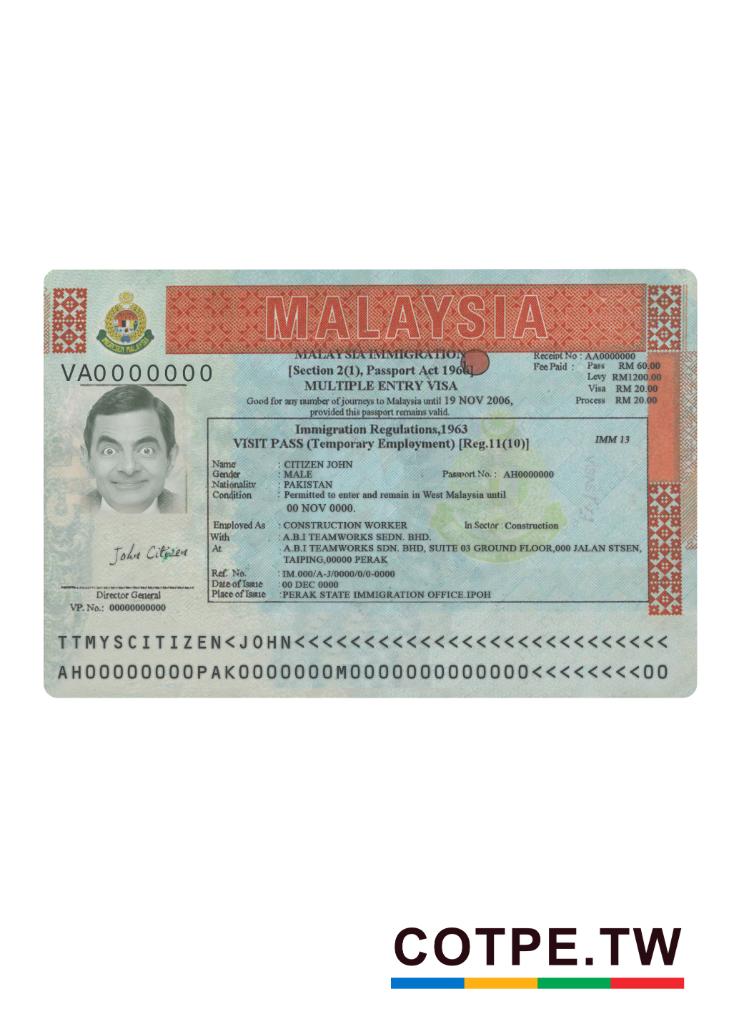 MALAYSIA
MALAYSIA IMMIGRATION
[Section 2(1), Passport Act 1966]
MULTIPLE ENTRY VISA
Good for any number of journeys to Malaysia until 19 NOV 2006,
provided this passport remains valid.
Receipt No : AA0000000
Fee Paid : Pass RM 60.00
Levy RM1200.00
Visa RM 20.00
Process RM 20.00
VA0000000
Immigration Regulations,1963
VISIT PASS (Temporary Employment) [Reg.11(10)]
IMM 13
Name : CITIZEN JOHN
Gender : MALE Passport No. : AH0000000
Nationality : PAKISTAN
Condition : Permitted to enter and remain in West Malaysia until
00 NOV 0000.
Employed As : CONSTRUCTION WORKER In Sector : Construction
With : A.B.I TEAMWORKS SEDN. BHD.
At : A.B.I TEAMWORKS SDN. BHD, SUITE 03 GROUND FLOOR,000 JALAN STSEN,
TAIPING,00000 PERAK
Ref. No. : IM.000/A-J/0000/0/0-0000
Date of Issue : 00 DEC 0000
Place of Issue : PERAK STATE IMMIGRATION OFFICE.IPOH
John Citizen
Director General
VP. No.: 00000000000
TTMYSCITIZEN<JOHN<<<<<<<<<<<<<<<<<<<<<<<<<<<
AH00000000PAK0000000M0000000000000<<<<<<<<00
COTPE.TW